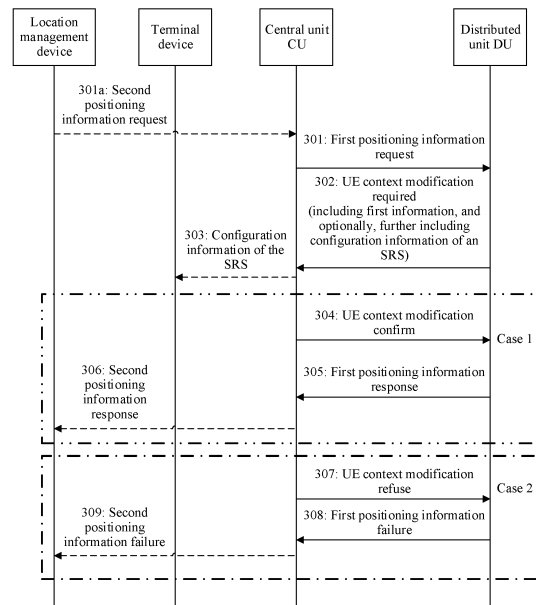 Location
management
device
Terminal
device
Central unit
CU
Distributed
unit DU
301a: Second
positioning
information request
301: First positioning information
request
302: UE context modification
required
(including first information, and
optionally, further including
configuration information of an
SRS)
303: Configuration
information of the
SRS
304: UE context modification
confirm
Case 1
305: First positioning information
response
306: Second
positioning
information
response
307: UE context modification
refuse
Case 2
308: First positioning information
failure
309: Second
positioning
information failure